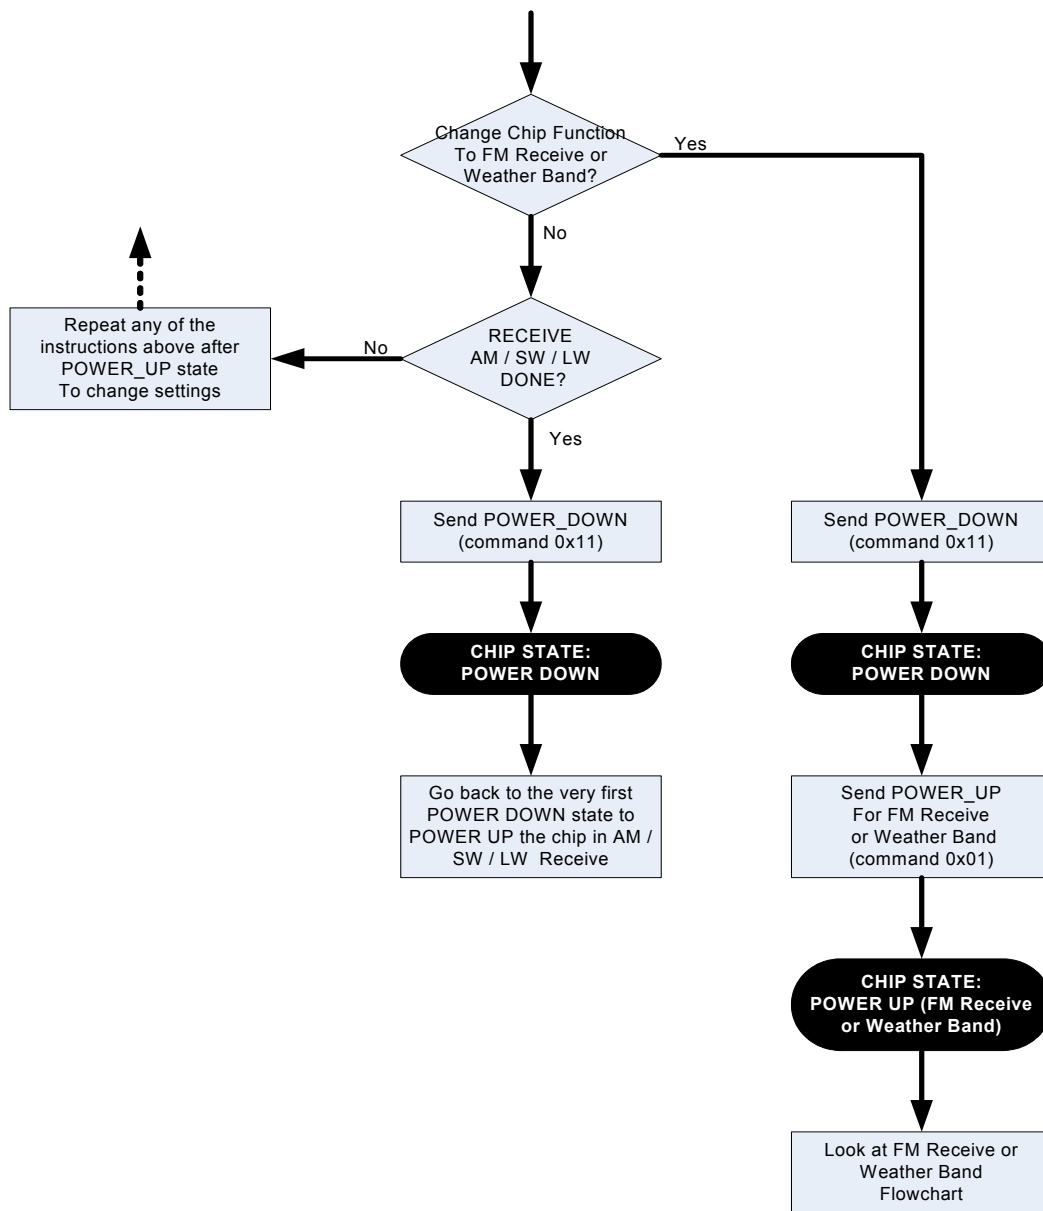 Change Chip Function
To FM Receive or
Weather Band?
Yes
No
RECEIVE
AM / SW / LW
DONE?
No
Repeat any of the
instructions above after
POWER_UP state
To change settings
Yes
Send POWER_DOWN
(command 0x11)
CHIP STATE:
POWER DOWN
Go back to the very first
POWER DOWN state to
POWER UP the chip in AM /
SW / LW  Receive
Send POWER_DOWN
(command 0x11)
CHIP STATE:
POWER DOWN
Send POWER_UP
For FM Receive
or Weather Band
(command 0x01)
CHIP STATE:
POWER UP (FM Receive
or Weather Band)
Look at FM Receive or
Weather Band
Flowchart